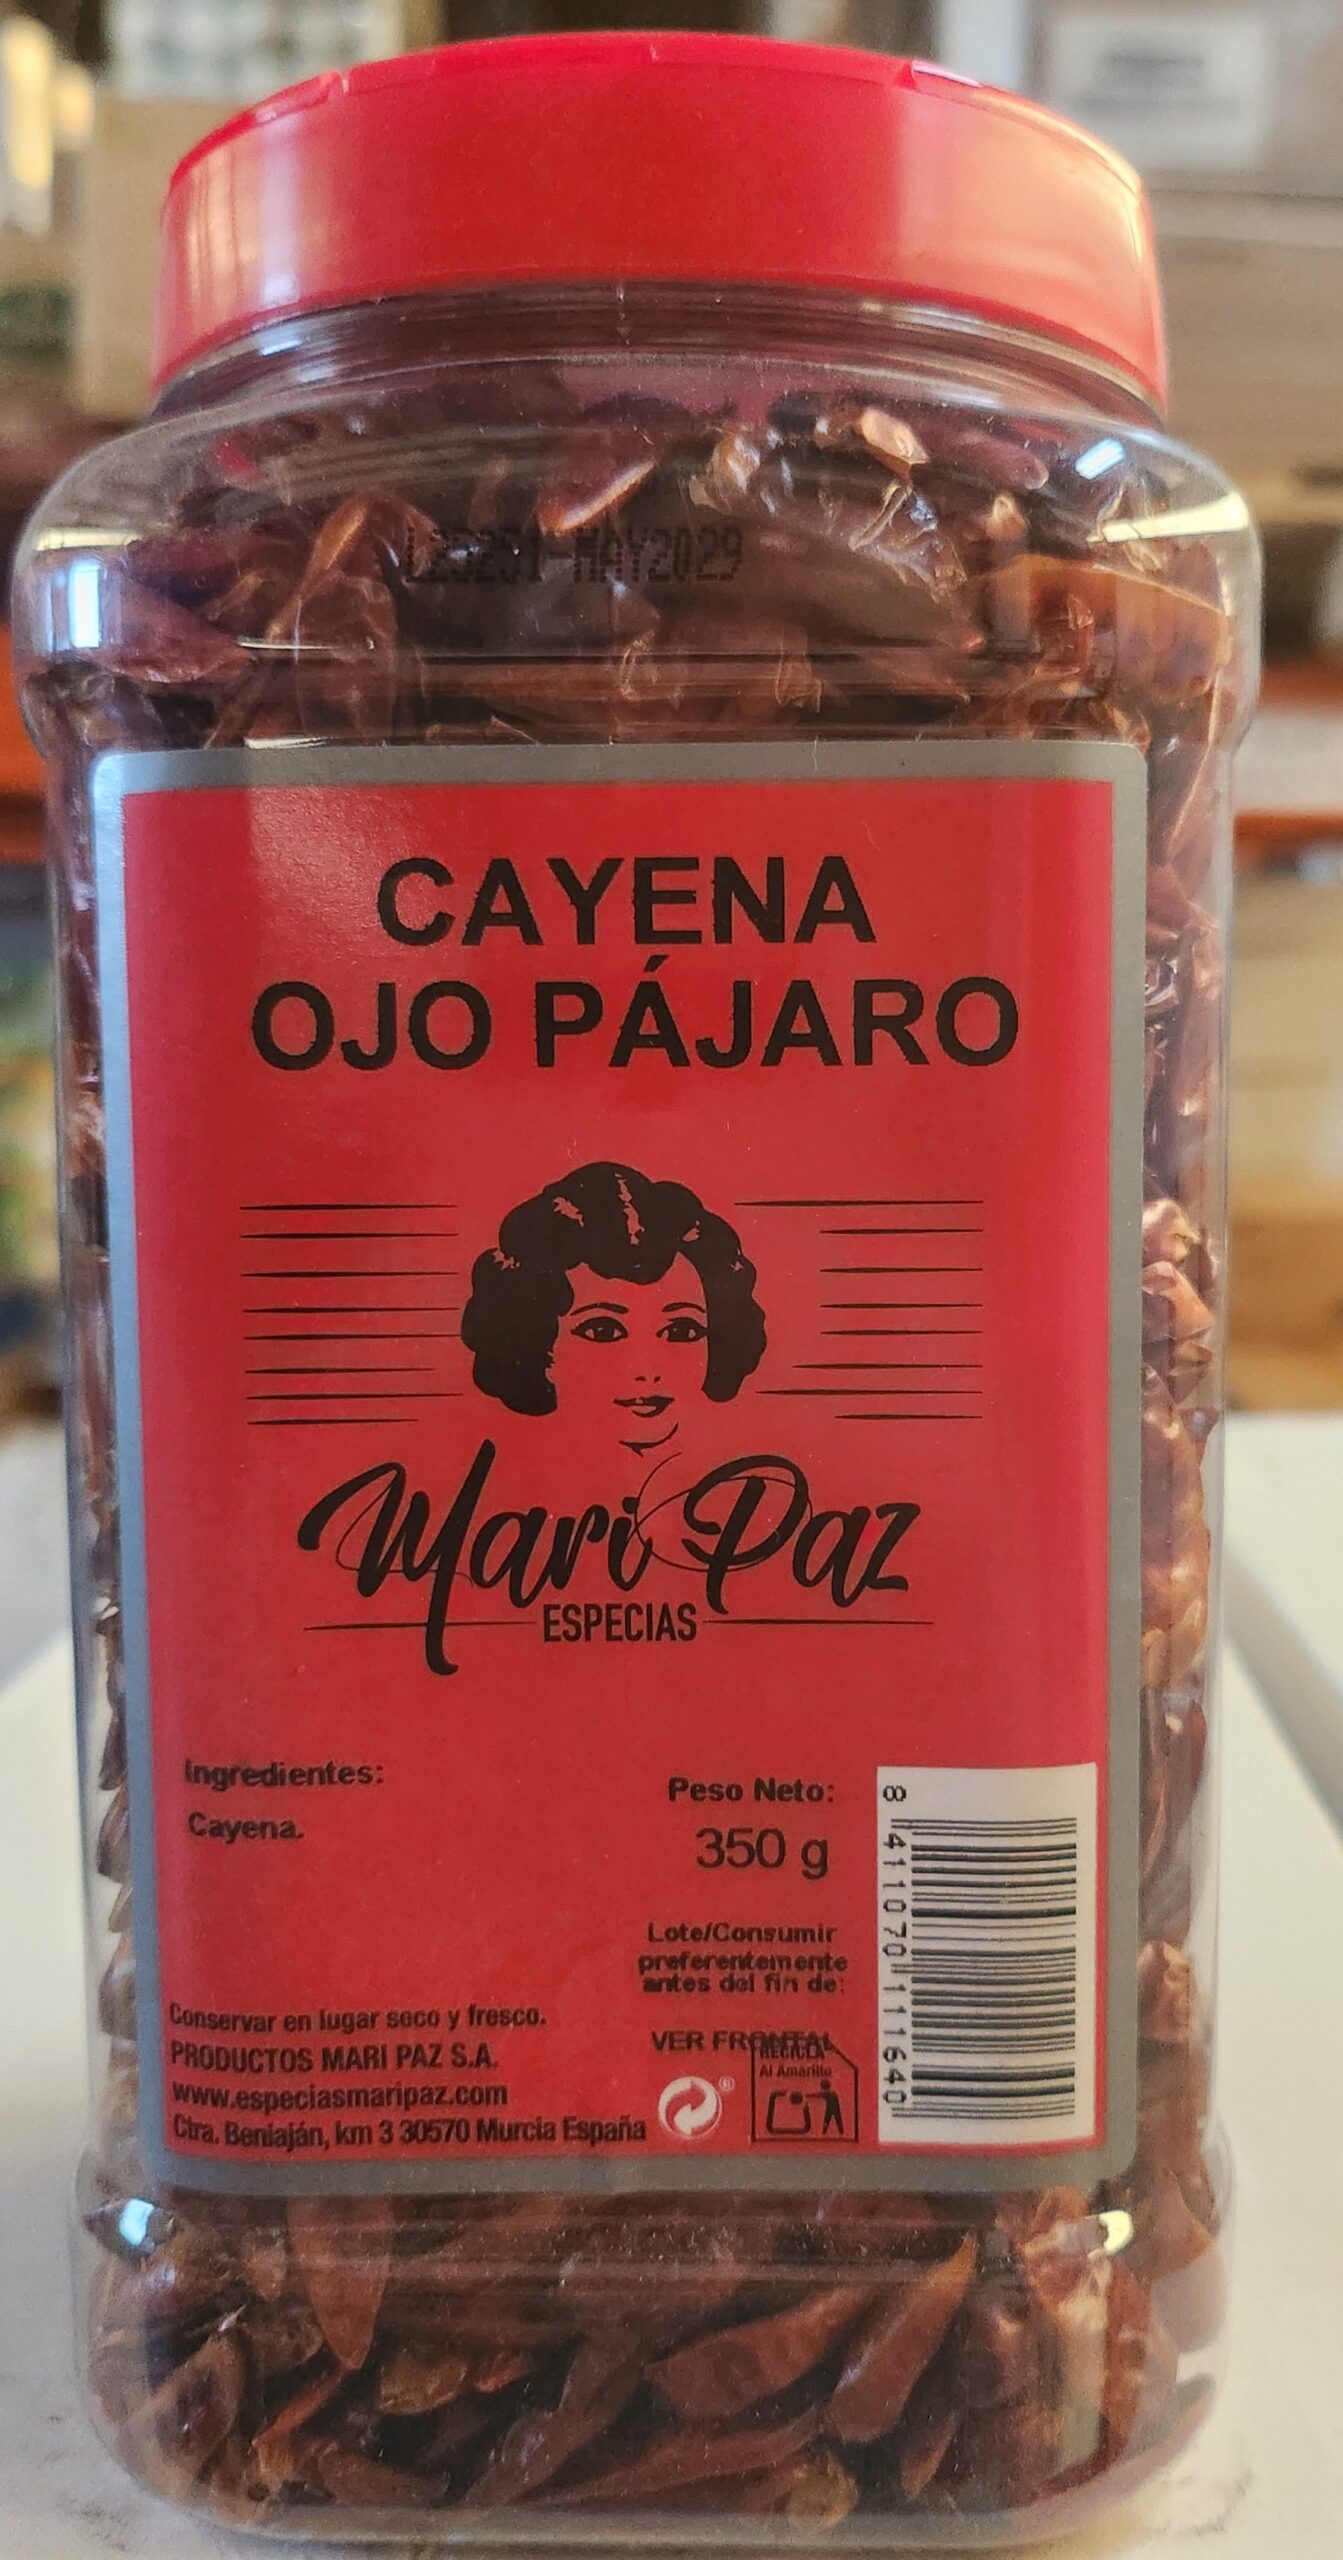 L25251-MAY2029
CAYENA
OJO PÁJARO
Mari Paz
ESPECIAS
Ingredientes:
Cayena.
Peso Neto:
350 g
Lote/Consumir
preferentemente
antes del fin de:
VER FRONTAL
Conservar en lugar seco y fresco.
PRODUCTOS MARI PAZ S.A.
www.especiasmaripaz.com
Ctra. Beniaján, km 3 30570 Murcia España
RECICLA
Al Amarillo
8 411070 111640